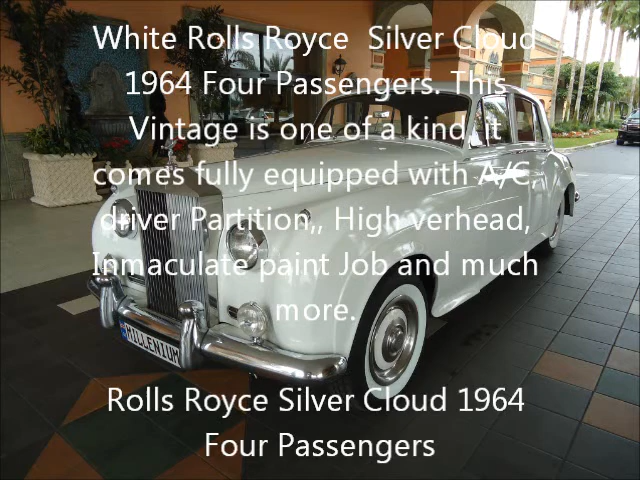 White Rolls Royce Silver Cloud
1964 Four Passengers. This
Vintage is one of a kind, it
comes fully equipped with A/C,
driver Partition,, High verhead,
Inmaculate paint Job and much
more.
MILLENIUM
Rolls Royce Silver Cloud 1964
Four Passengers